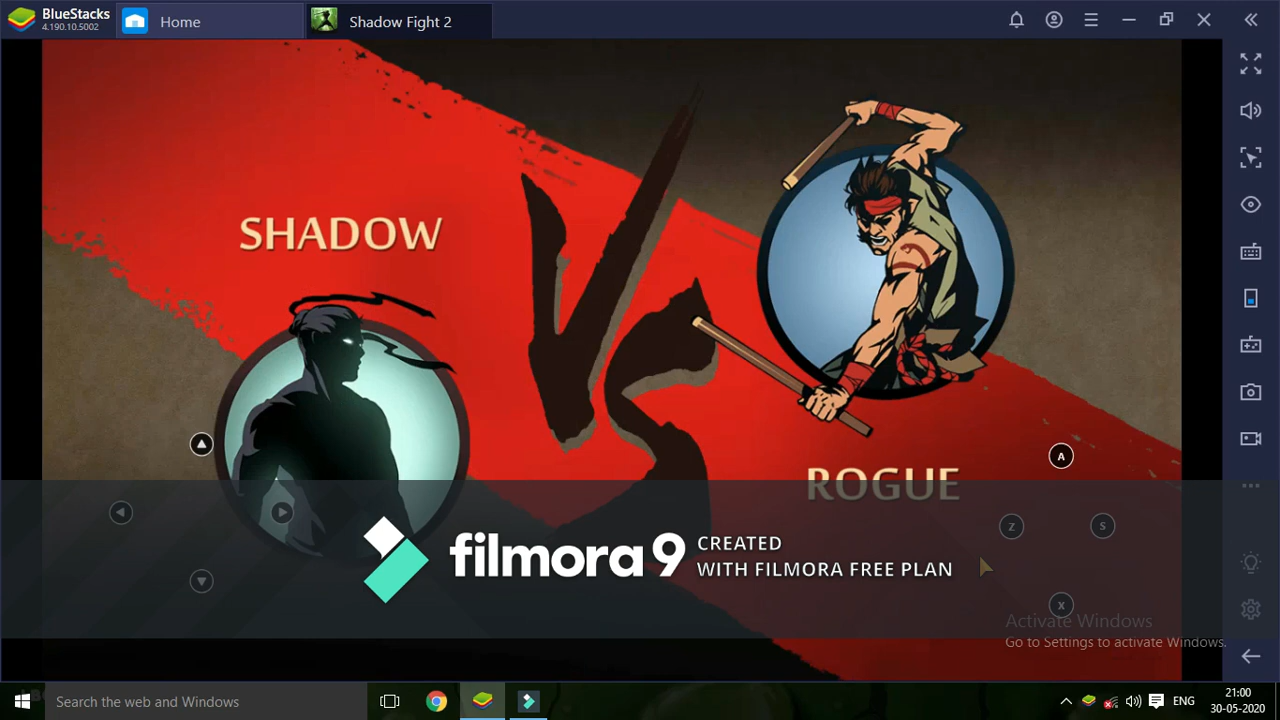 BlueStacks
4.190.10.5002
Home
Shadow Fight 2
SHADOW
VS
ROGUE
A
Z
S
X
filmora9
CREATED
WITH FILMORA FREE PLAN
Activate Windows
Go to Settings to activate Windows.
Search the web and Windows
ENG
21:00
30-05-2020